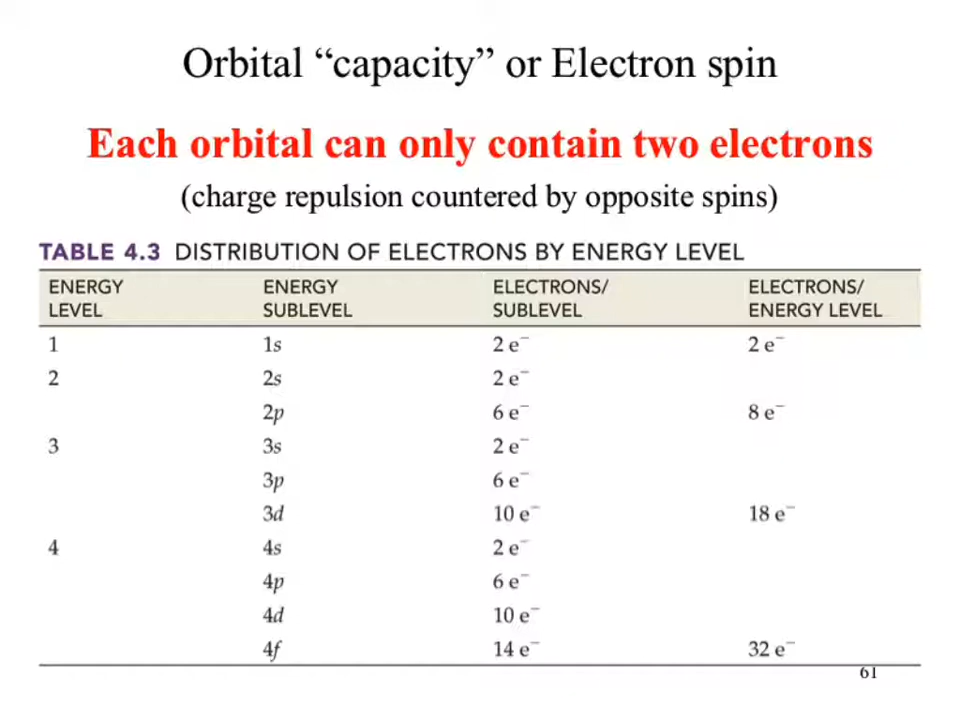 Orbital “capacity” or Electron spin
Each orbital can only contain two electrons
(charge repulsion countered by opposite spins)
TABLE 4.3 DISTRIBUTION OF ELECTRONS BY ENERGY LEVEL
ENERGY LEVEL ENERGY SUBLEVEL ELECTRONS/ SUBLEVEL ELECTRONS/ ENERGY LEVEL
1 1s 2 e⁻ 2 e⁻
2 2s 2 e⁻
2p 6 e⁻ 8 e⁻
3 3s 2 e⁻
3p 6 e⁻
3d 10 e⁻ 18 e⁻
4 4s 2 e⁻
4p 6 e⁻
4d 10 e⁻
4f 14 e⁻ 32 e⁻
61